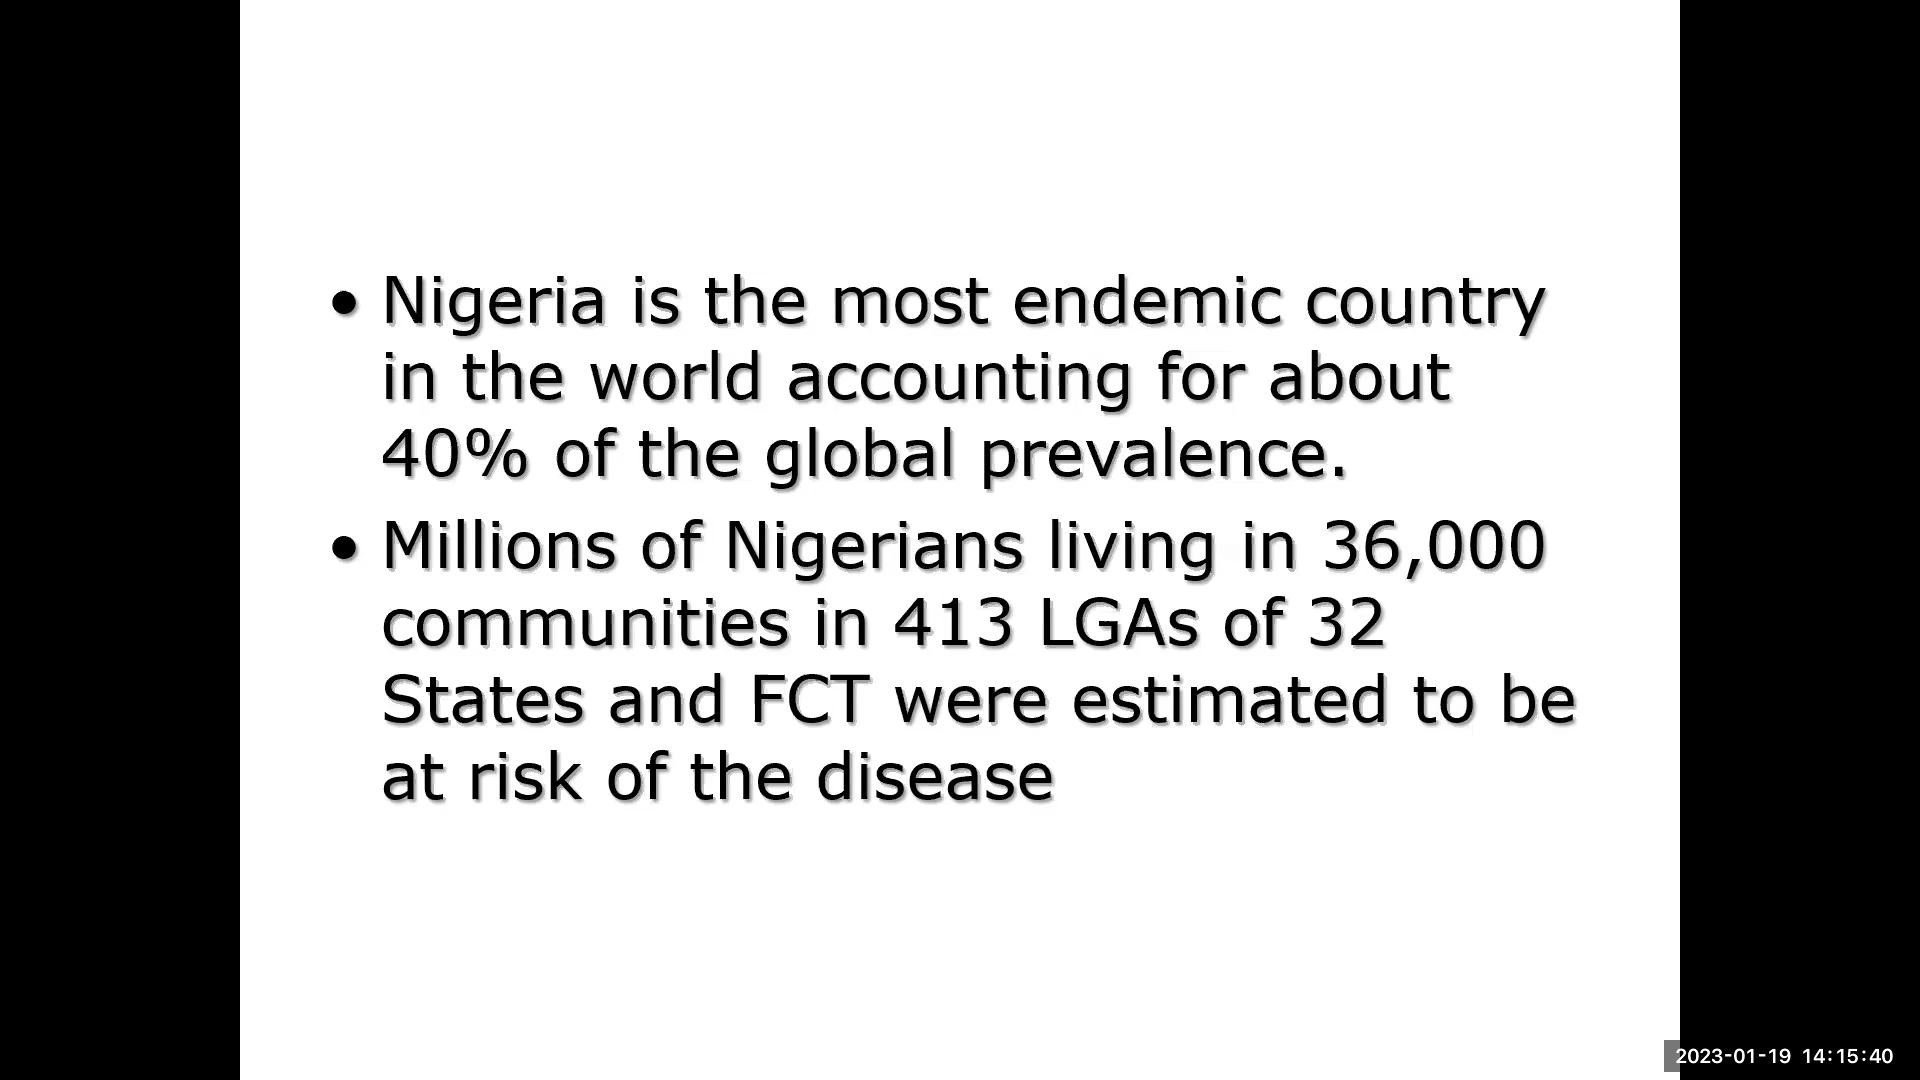 • Nigeria is the most endemic country
in the world accounting for about
40% of the global prevalence.
• Millions of Nigerians living in 36,000
communities in 413 LGAs of 32
States and FCT were estimated to be
at risk of the disease
2023-01-19 14:15:40